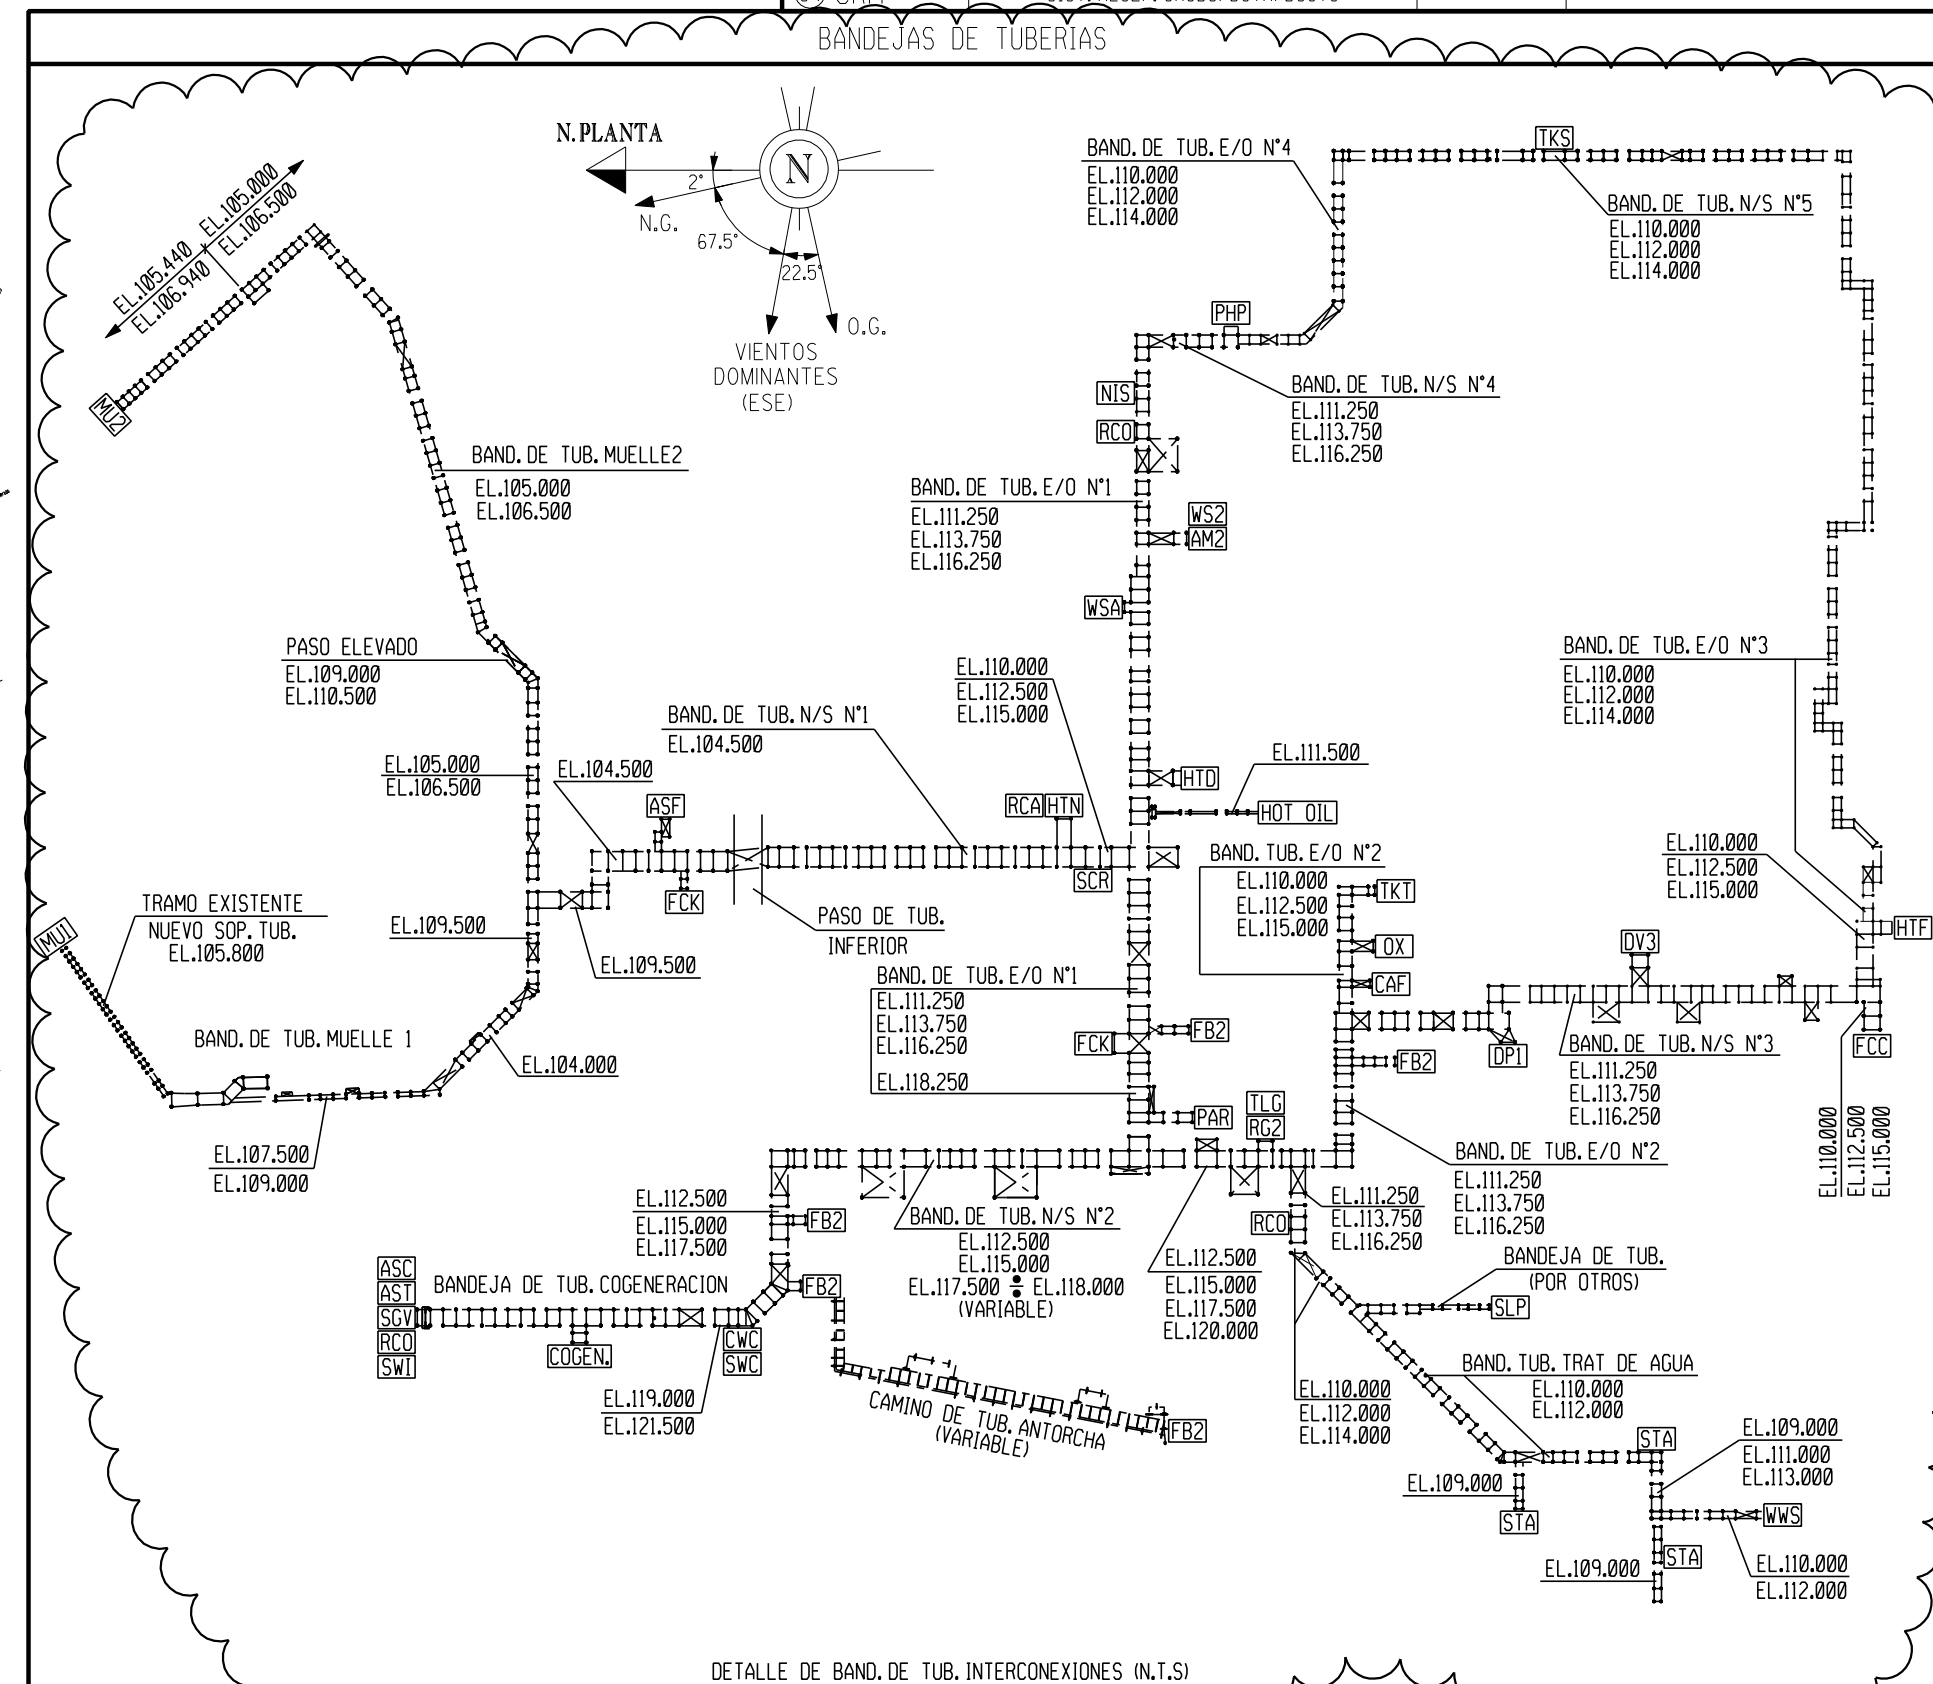 BANDEJAS DE TUBERIAS
N.PLANTA
N
2°
N.G.
67.5°
22.5°
O.G.
VIENTOS
DOMINANTES
(ESE)
EL.105.440
EL.106.940
EL.105.000
EL.106.500
MU2
BAND. DE TUB. MUELLE2
EL.105.000
EL.106.500
PASO ELEVADO
EL.109.000
EL.110.500
EL.105.000
EL.106.500
EL.104.500
ASF
BAND. DE TUB. N/S N°1
EL.104.500
FCK
EL.109.500
EL.109.500
PASO DE TUB.
INFERIOR
TRAMO EXISTENTE
NUEVO SOP. TUB.
EL.105.800
MU1
BAND. DE TUB. MUELLE 1
EL.104.000
EL.107.500
EL.109.000
BAND. DE TUB. E/O N°4
EL.110.000
EL.112.000
EL.114.000
TKS
BAND. DE TUB. N/S N°5
EL.110.000
EL.112.000
EL.114.000
PHP
BAND. DE TUB. N/S N°4
EL.111.250
EL.113.750
EL.116.250
NIS
RCO
BAND. DE TUB. E/O N°1
EL.111.250
EL.113.750
EL.116.250
WS2
AM2
WSA
EL.110.000
EL.112.500
EL.115.000
HTD
EL.111.500
HOT OIL
RCA
HTN
SCR
BAND. TUB. E/O N°2
EL.110.000
EL.112.500
EL.115.000
TKT
OX
CAF
BAND. DE TUB. E/O N°3
EL.110.000
EL.112.000
EL.114.000
EL.110.000
EL.112.500
EL.115.000
HTF
DV3
BAND. DE TUB. E/O N°1
EL.111.250
EL.113.750
EL.116.250
EL.118.250
FCK
FB2
PAR
FB2
DP1
BAND. DE TUB. N/S N°3
EL.111.250
EL.113.750
EL.116.250
FCC
EL.110.000
EL.112.500
EL.115.000
TLG
RG2
BAND. DE TUB. E/O N°2
EL.111.250
EL.113.750
EL.116.250
EL.112.500
EL.115.000
EL.117.500
FB2
BAND. DE TUB. N/S N°2
EL.112.500
EL.115.000
EL.117.500 ÷ EL.118.000
(VARIABLE)
EL.112.500
EL.115.000
EL.117.500
EL.120.000
RCO
EL.111.250
EL.113.750
EL.116.250
BANDEJA DE TUB.
(POR OTROS)
SLP
ASC
AST
SGV
RCO
SWI
BANDEJA DE TUB. COGENERACION
FB2
COGEN.
CWC
SWC
EL.119.000
EL.121.500
CAMINO DE TUB. ANTORCHA
(VARIABLE)
FB2
EL.110.000
EL.112.000
EL.114.000
BAND. TUB. TRAT DE AGUA
EL.110.000
EL.112.000
EL.109.000
STA
STA
EL.109.000
EL.111.000
EL.113.000
WWS
STA
EL.109.000
EL.110.000
EL.112.000
DETALLE DE BAND. DE TUB. INTERCONEXIONES (N.T.S)